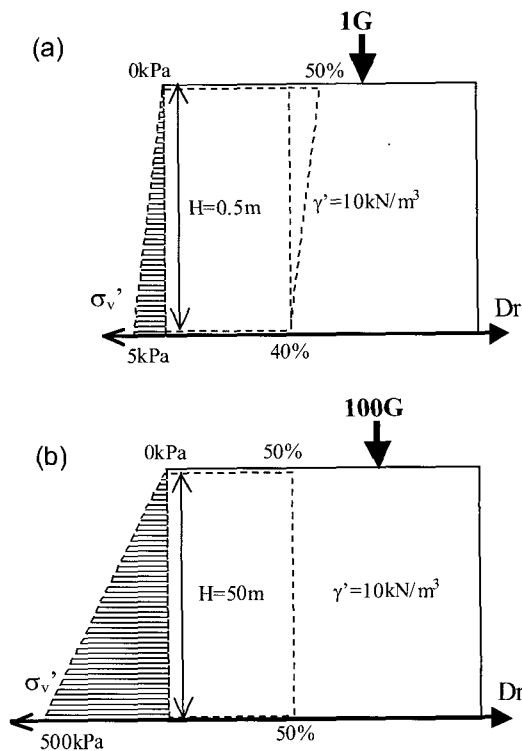 1G
(a)
0kPa
50%
H=0.5m
γ'=10kN/m³
σᵥ'
Dr
5kPa
40%
100G
(b)
0kPa
50%
H=50m
γ'=10kN/m³
σᵥ'
Dr
500kPa
50%